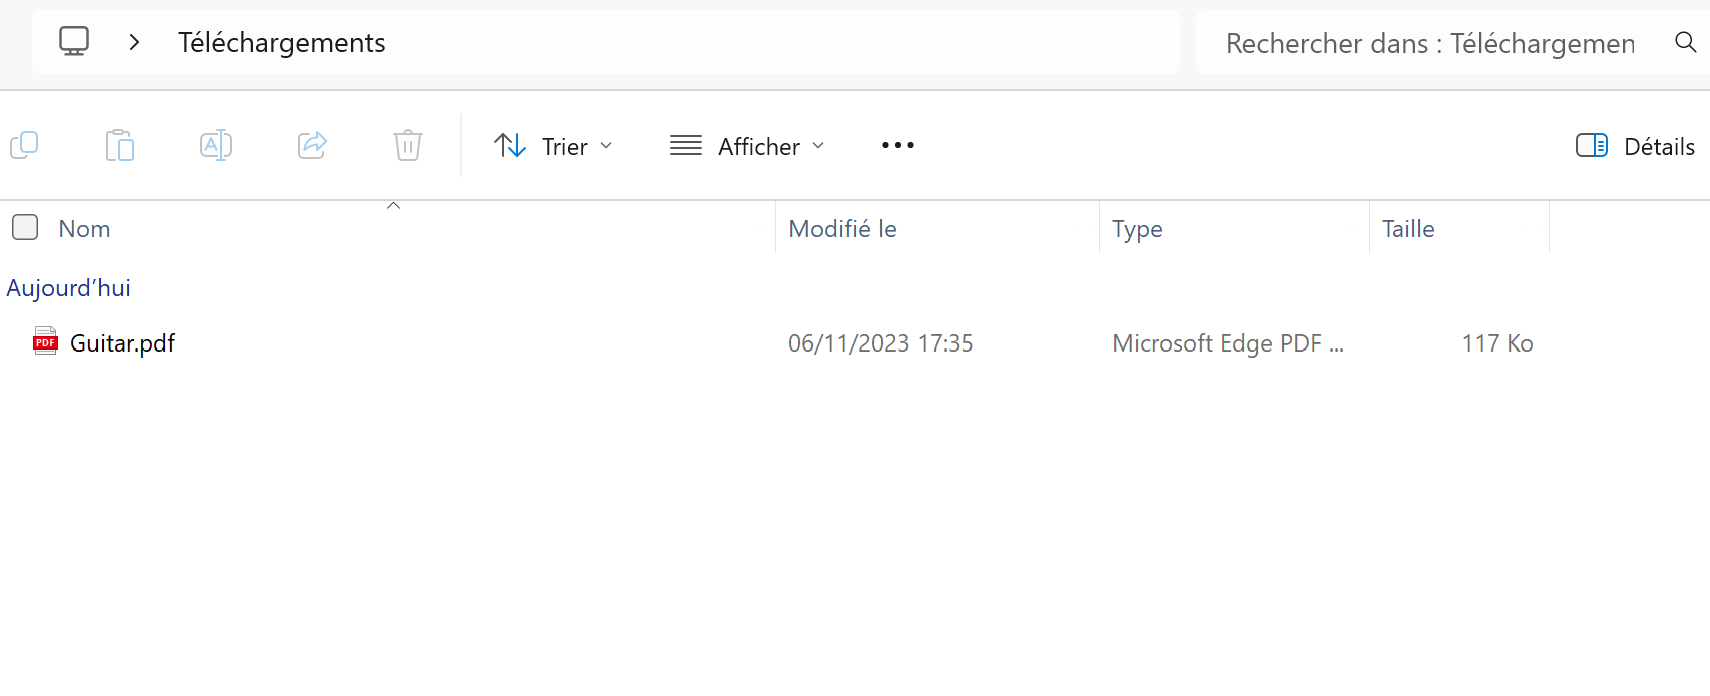 Téléchargements
Rechercher dans : Téléchargemen
Trier
Afficher
Détails
Nom Modifié le Type Taille
Aujourd’hui
PDF Guitar.pdf 06/11/2023 17:35 Microsoft Edge PDF ... 117 Ko